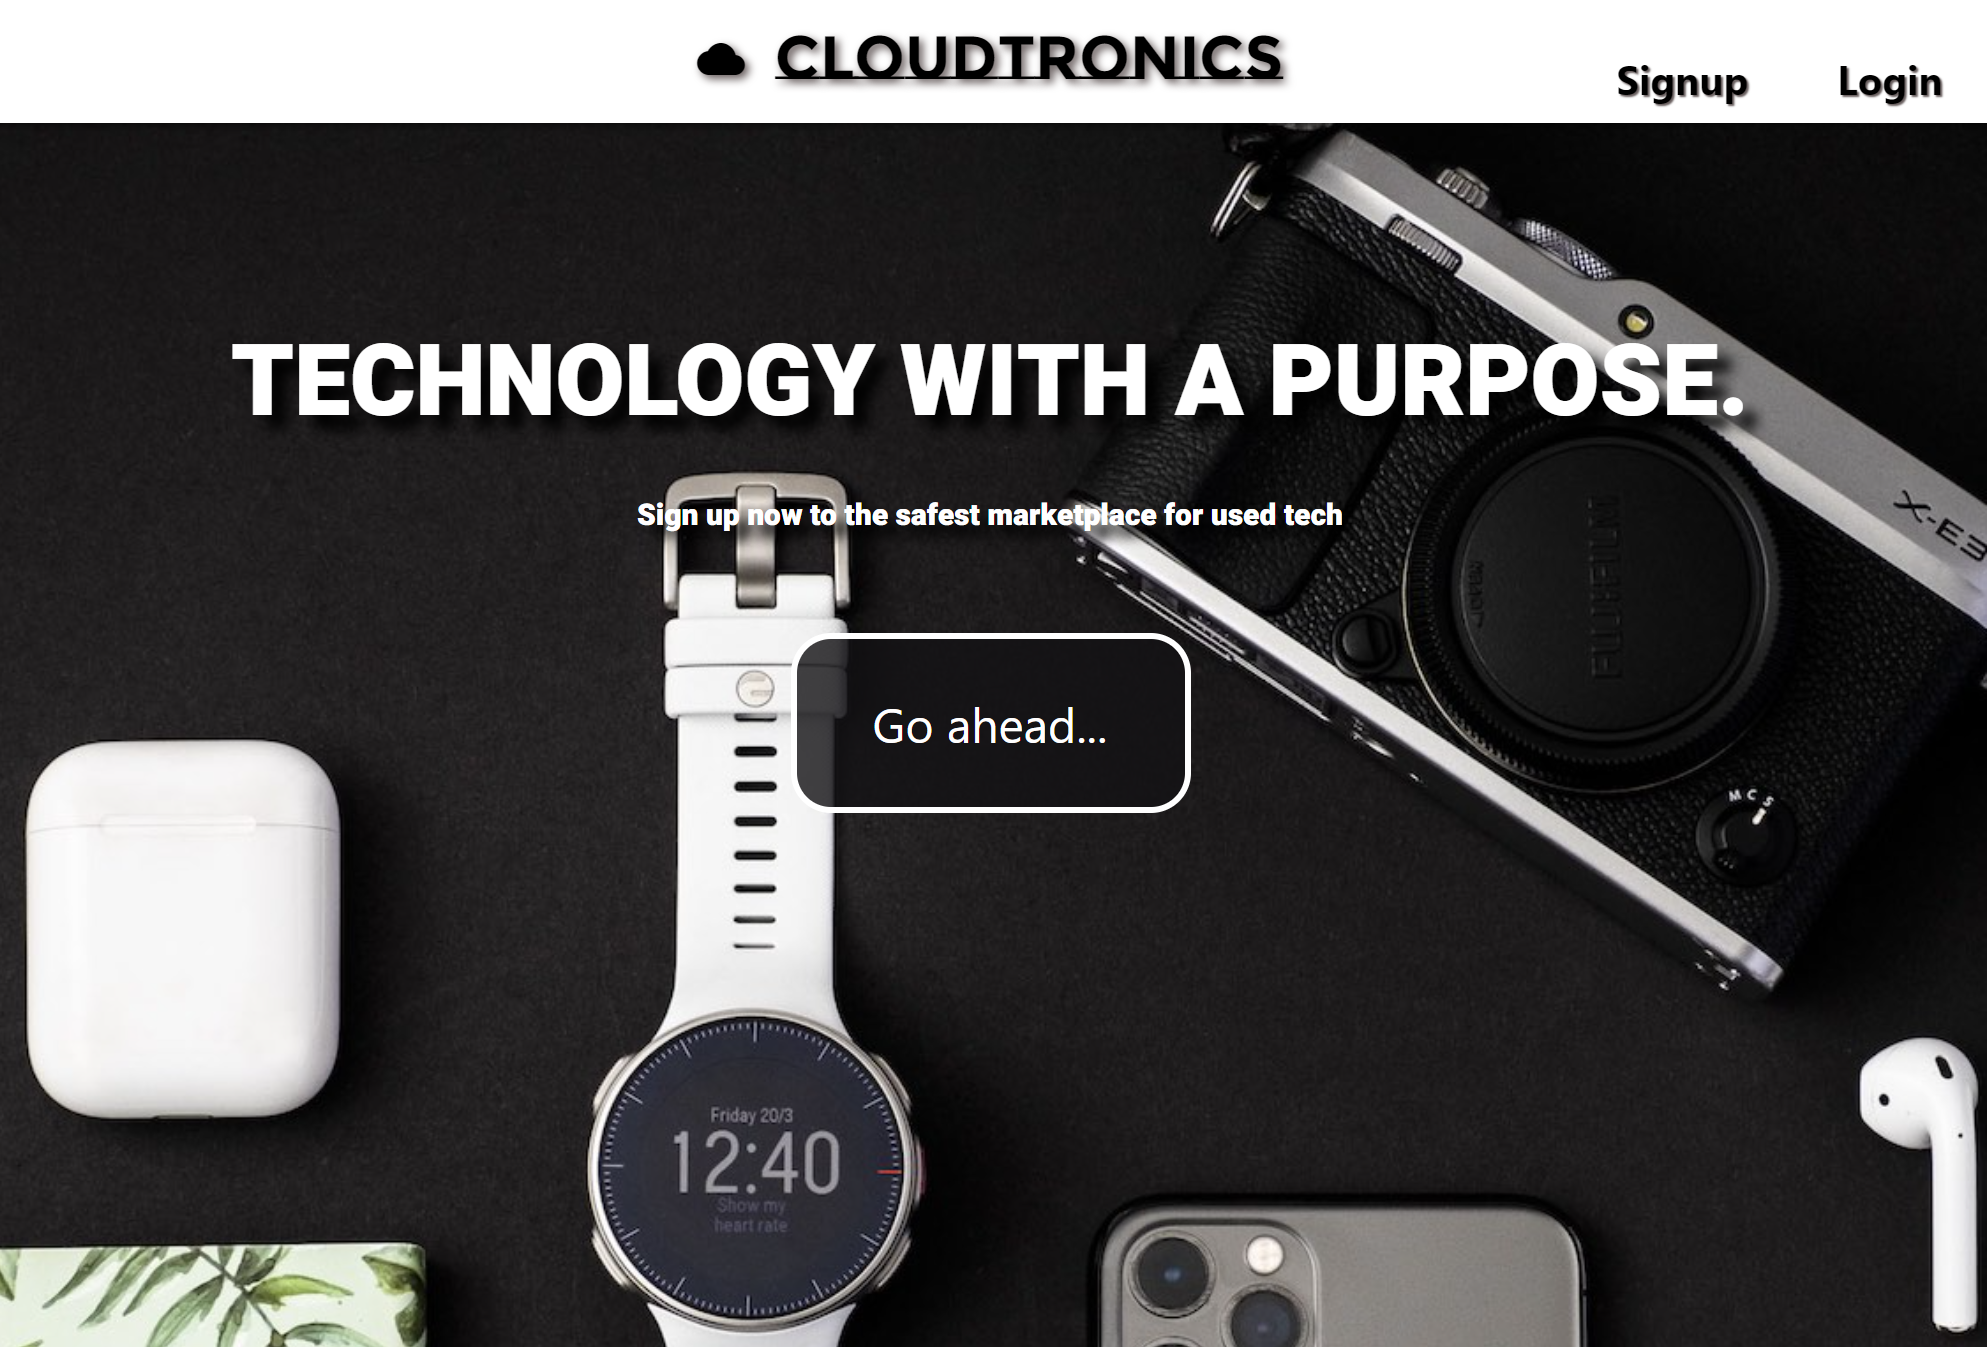 CLOUDTRONICS
Signup
Login
TECHNOLOGY WITH A PURPOSE.
Sign up now to the safest marketplace for used tech
Go ahead...
X-E3
FUJIFILM
M C S
Friday 20/3
12:40
Show my
heart rate